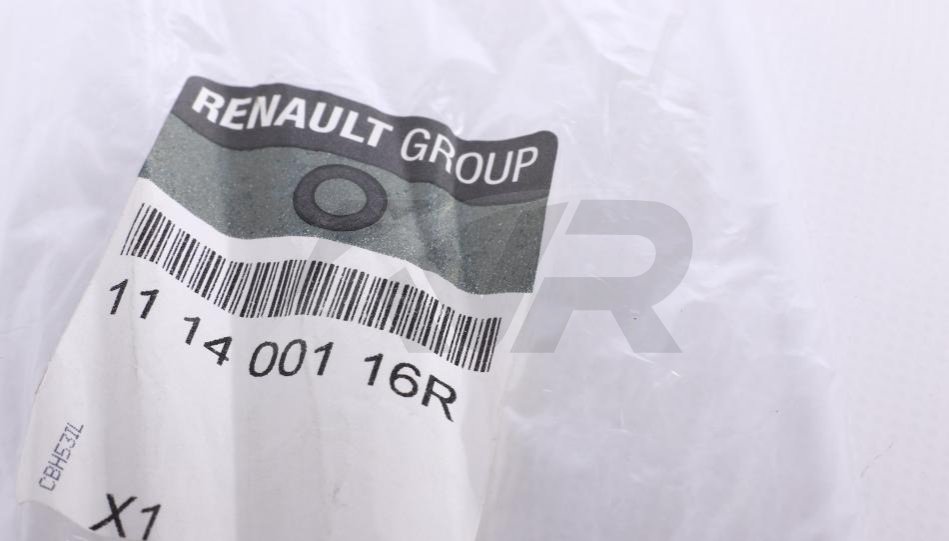 RENAULT GROUP
11 14 001 16R
CBH53IL
X1